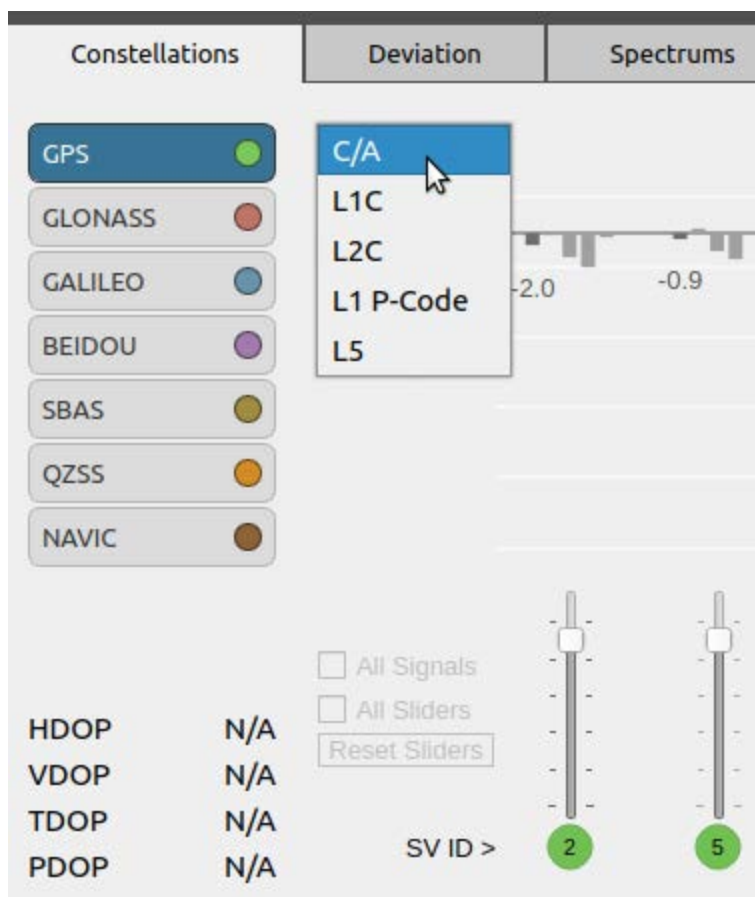 Constellations
Deviation
Spectrums
GPS
GLONASS
GALILEO
BEIDOU
SBAS
QZSS
NAVIC
C/A
L1C
L2C
L1 P-Code
L5
-2.0
-0.9
All Signals
All Sliders
Reset Sliders
HDOP N/A
VDOP N/A
TDOP N/A
PDOP N/A
SV ID > 2 5